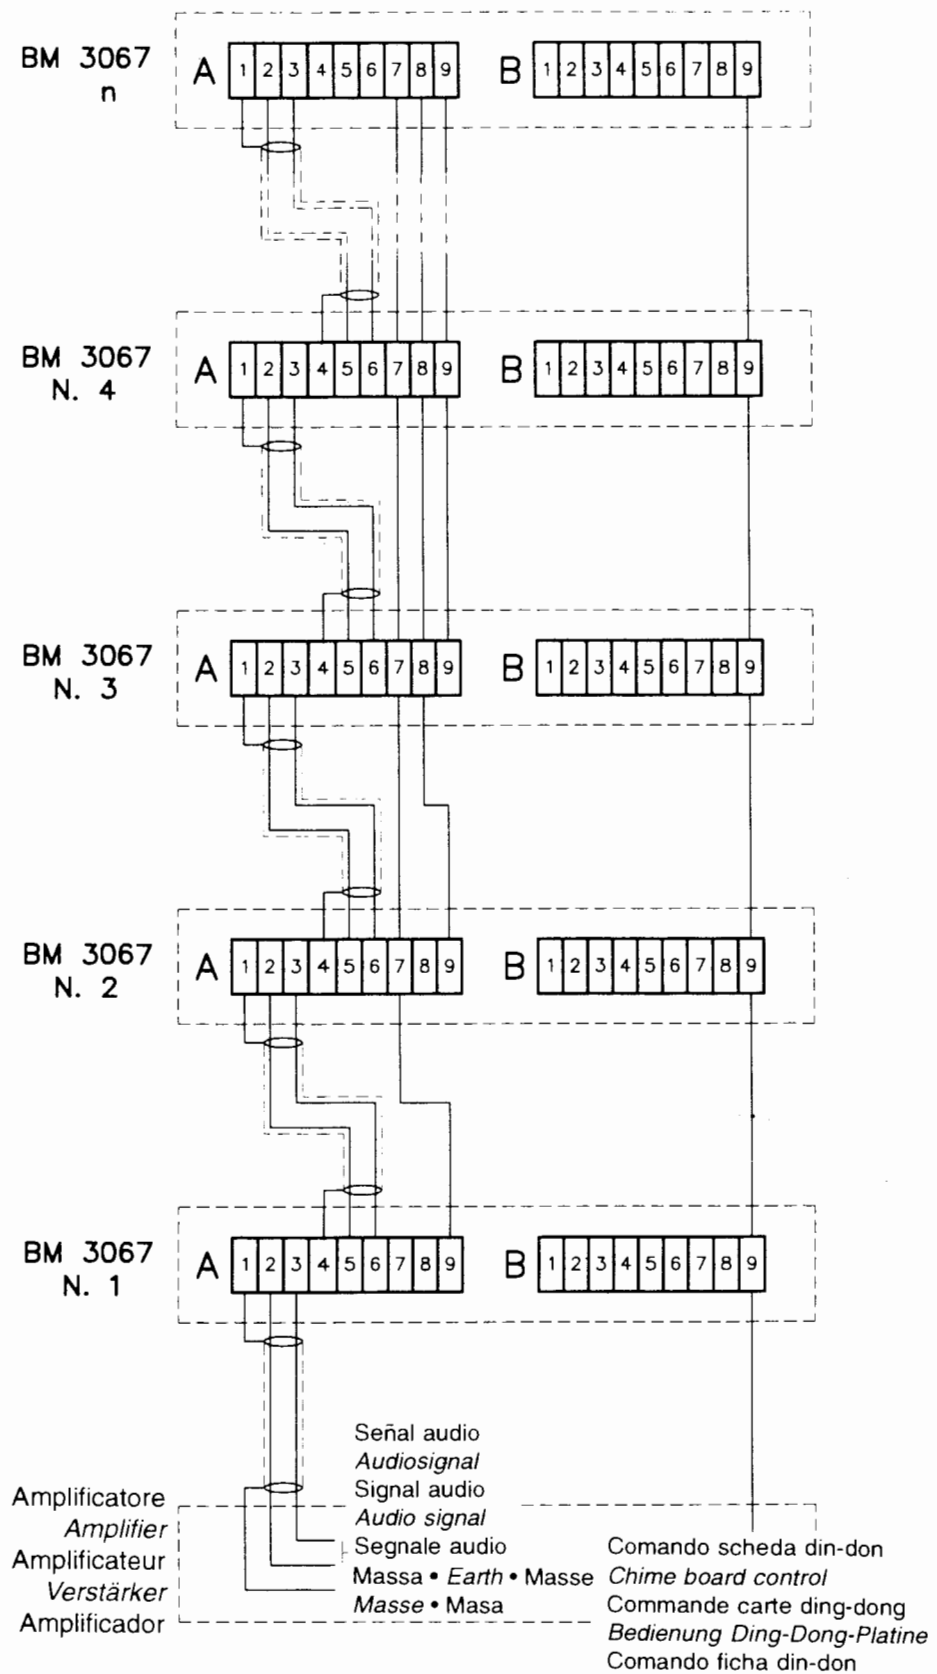 BM 3067
n
A 1 2 3 4 5 6 7 8 9 B 1 2 3 4 5 6 7 8 9
BM 3067
N. 4
A 1 2 3 4 5 6 7 8 9 B 1 2 3 4 5 6 7 8 9
BM 3067
N. 3
A 1 2 3 4 5 6 7 8 9 B 1 2 3 4 5 6 7 8 9
BM 3067
N. 2
A 1 2 3 4 5 6 7 8 9 B 1 2 3 4 5 6 7 8 9
BM 3067
N. 1
A 1 2 3 4 5 6 7 8 9 B 1 2 3 4 5 6 7 8 9
Amplificatore
Amplifier
Amplificateur
Verstärker
Amplificador
Señal audio
Audiosignal
Signal audio
Audio signal
Segnale audio
Massa • Earth • Masse
Masse • Masa
Comando scheda din-don
Chime board control
Commande carte ding-dong
Bedienung Ding-Dong-Platine
Comando ficha din-don